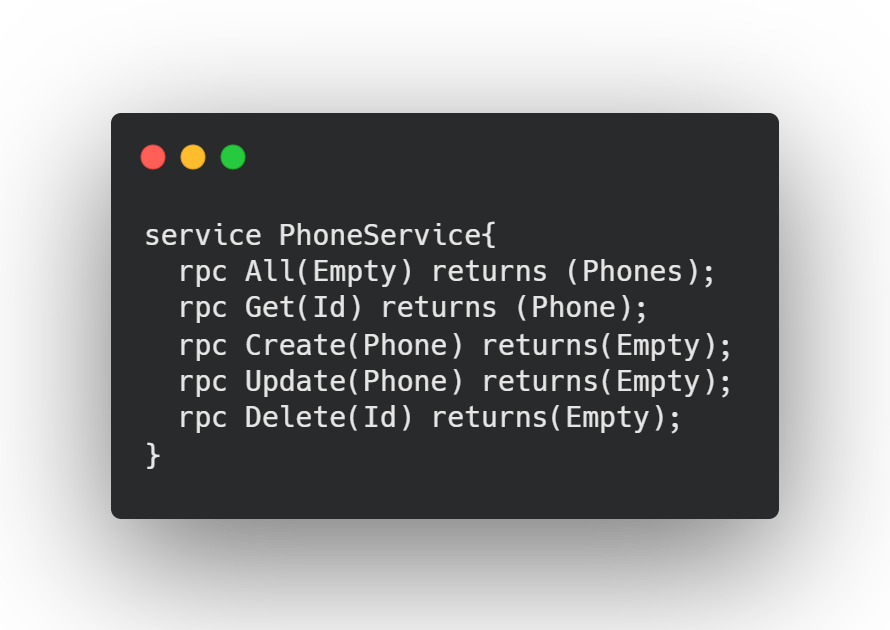 service PhoneService{
  rpc All(Empty) returns (Phones);
  rpc Get(Id) returns (Phone);
  rpc Create(Phone) returns(Empty);
  rpc Update(Phone) returns(Empty);
  rpc Delete(Id) returns(Empty);
}